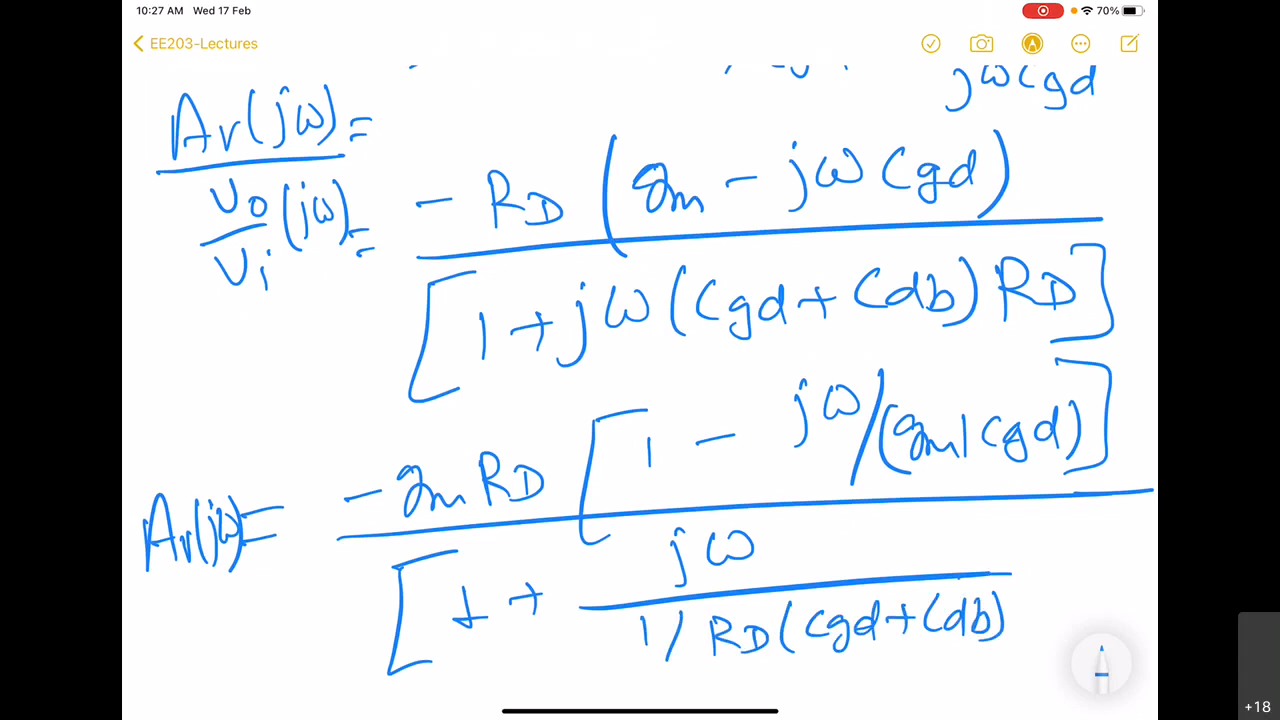 10:27 AM Wed 17 Feb 70%
EE203-Lectures
jωCgd
Av(jω) =
Vo/Vi (jω) = - RD (gm - jω Cgd)
[1 + jω (Cgd + Cdb) RD]
Av(jω) = - gm RD [1 - jω/(gm/Cgd)]
[1 + jω
1/RD(Cgd+Cdb)
+18